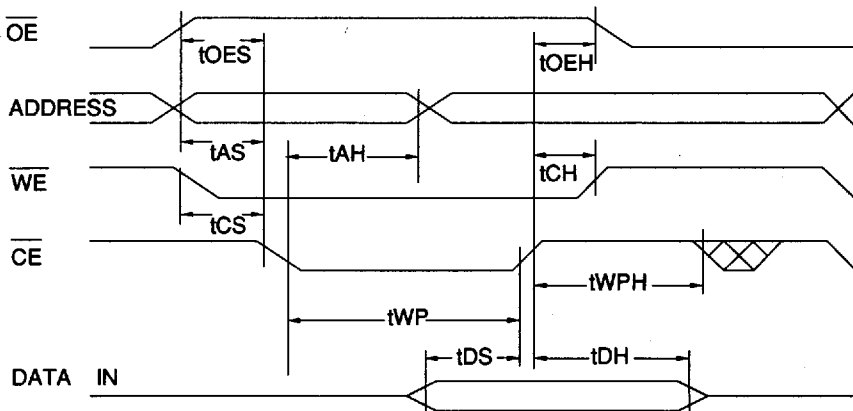 OE
tOES
tOEH
ADDRESS
tAS
tAH
WE
tCH
tCS
CE
tWPH
tWP
tDS
tDH
DATA IN